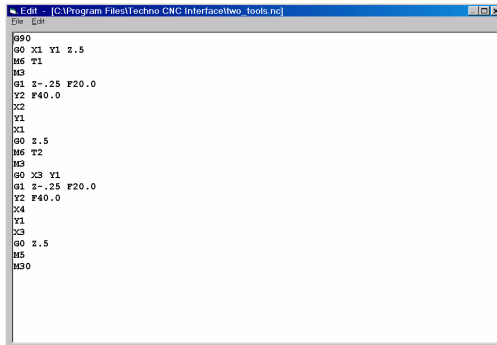 Edit - [C:\Program Files\Techno CNC Interface\two_tools.nc]
File Edit
G90
G0 X1 Y1 Z.5
M6 T1
M3
G1 Z-.25 F20.0
Y2 F40.0
X2
Y1
X1
G0 Z.5
M6 T2
M3
G0 X3 Y1
G1 Z-.25 F20.0
Y2 F40.0
X4
Y1
X3
G0 Z.5
M5
M30